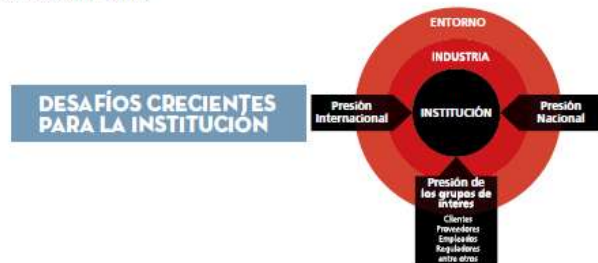 ENTORNO
INDUSTRIA
DESAFÍOS CRECIENTES
PARA LA INSTITUCIÓN
Presión
Internacional
INSTITUCIÓN
Presión
Nacional
Presión de
los grupos de
interes
Clientes
Proveedores
Empleados
Reguladores
entre otros